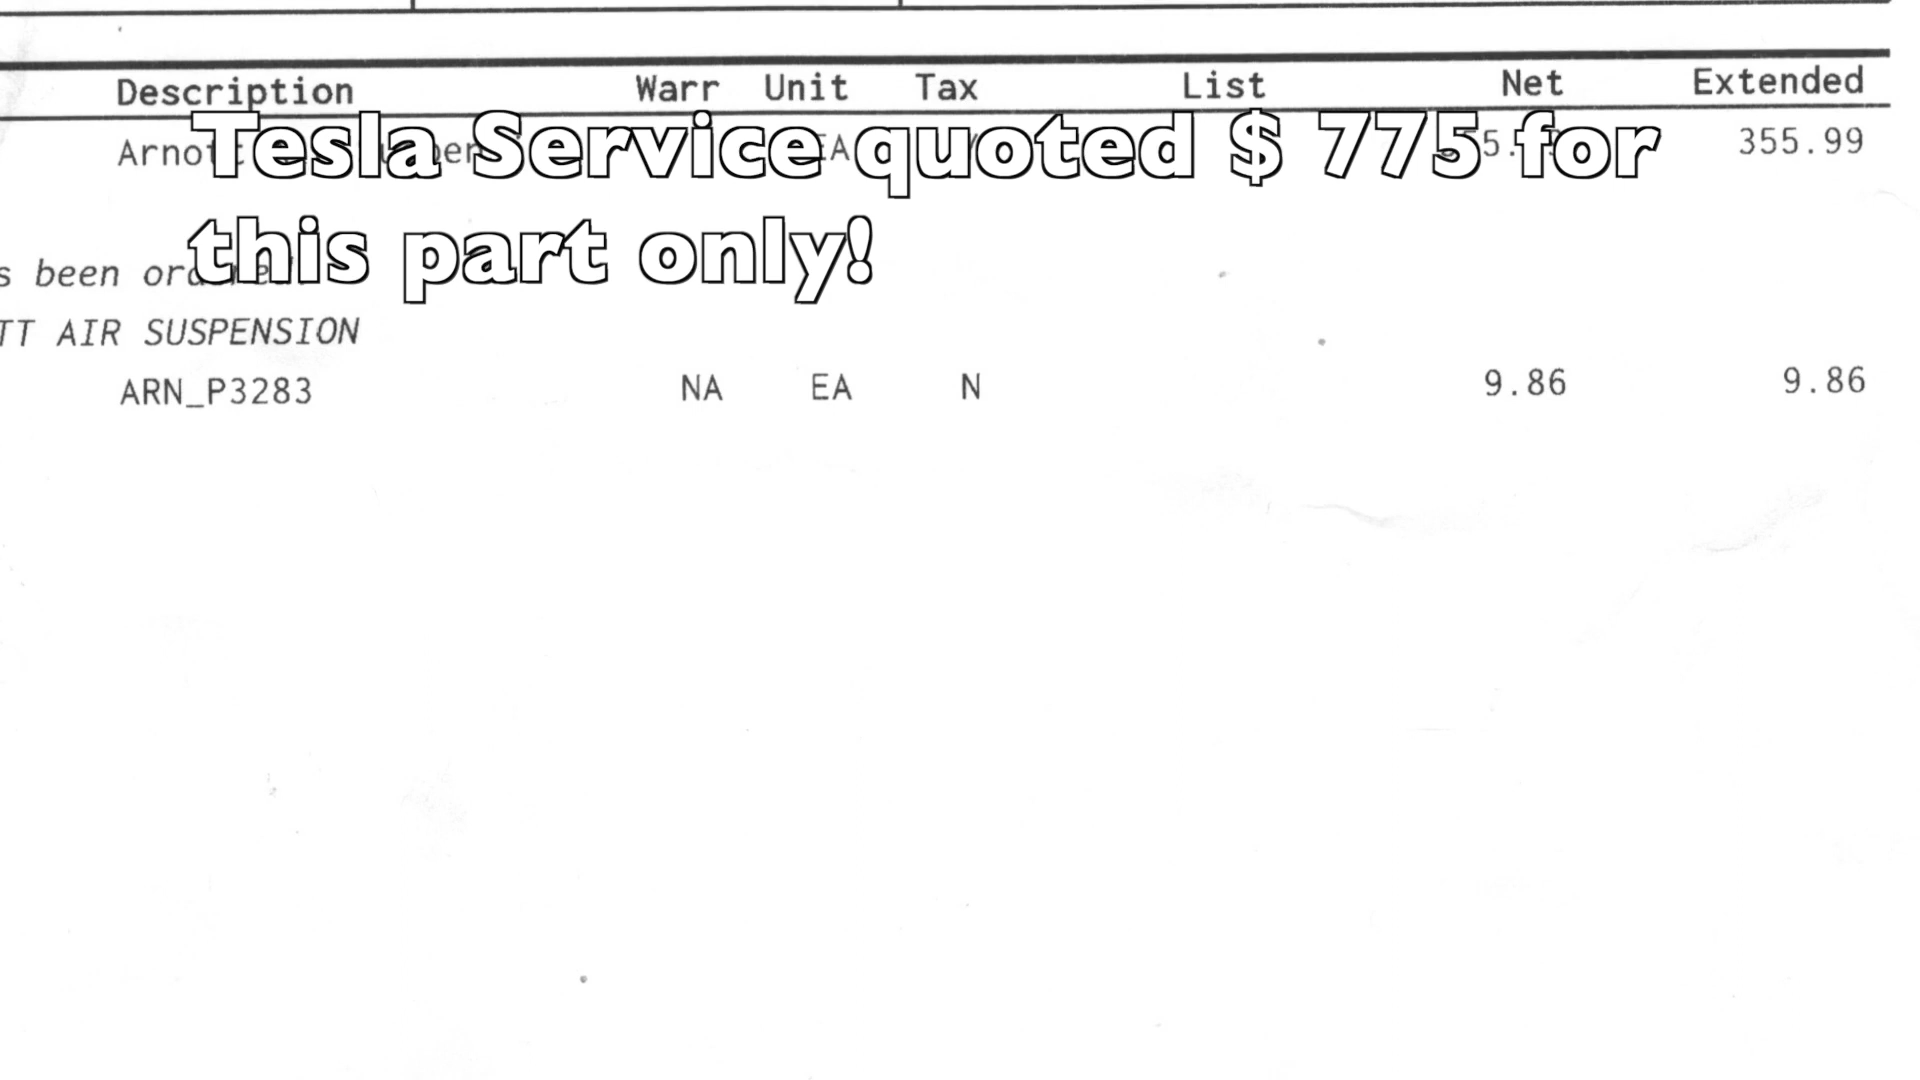 Description Warr Unit Tax List Net Extended
Tesla Service quoted $ 775 for
355.99
this part only!
s been
TT AIR SUSPENSION
ARN_P3283 NA EA N 9.86 9.86